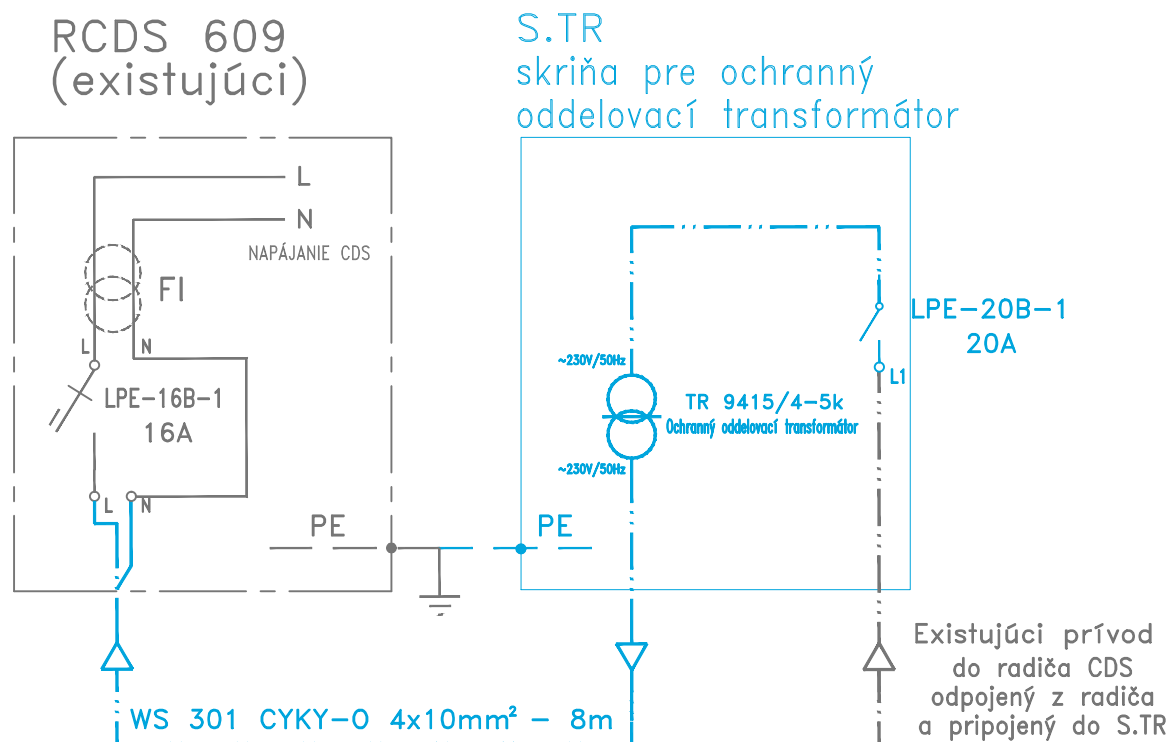 RCDS 609
(existujúci)
S.TR
skriňa pre ochranný
oddelovací transformátor
L
N
NAPÁJANIE CDS
FI
L
N
LPE-16B-1
16A
L
N
PE
LPE-20B-1
20A
L1
~230V/50Hz
TR 9415/4-5k
Ochranný oddelovací transformátor
~230V/50Hz
PE
Existujúci prívod
do radiča CDS
odpojený z radiča
a pripojený do S.TR
WS 301 CYKY-O 4x10mm² - 8m